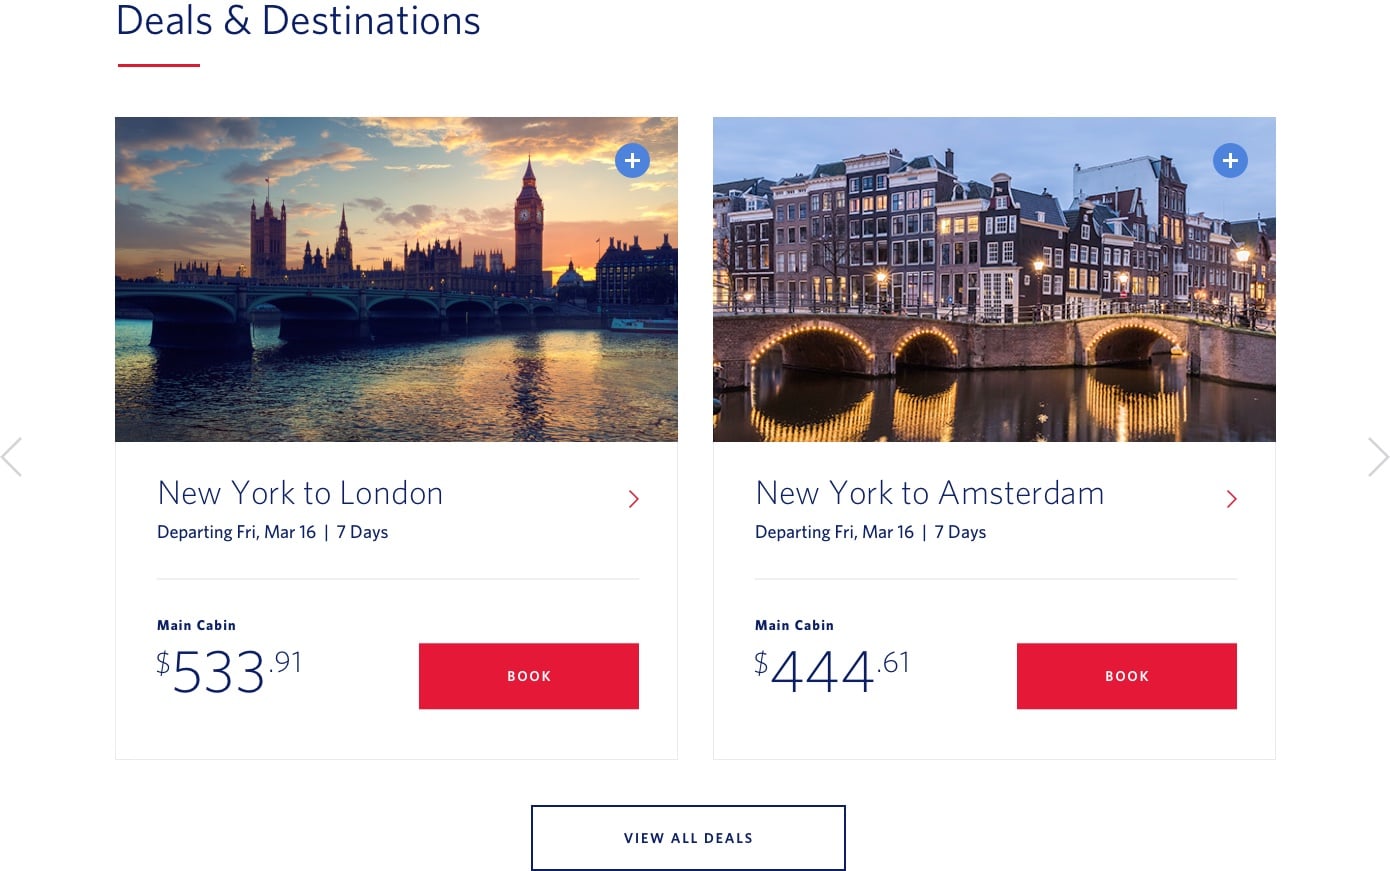 Deals & Destinations
New York to London
Departing Fri, Mar 16 | 7 Days
Main Cabin
$533.91
BOOK
New York to Amsterdam
Departing Fri, Mar 16 | 7 Days
Main Cabin
$444.61
BOOK
VIEW ALL DEALS